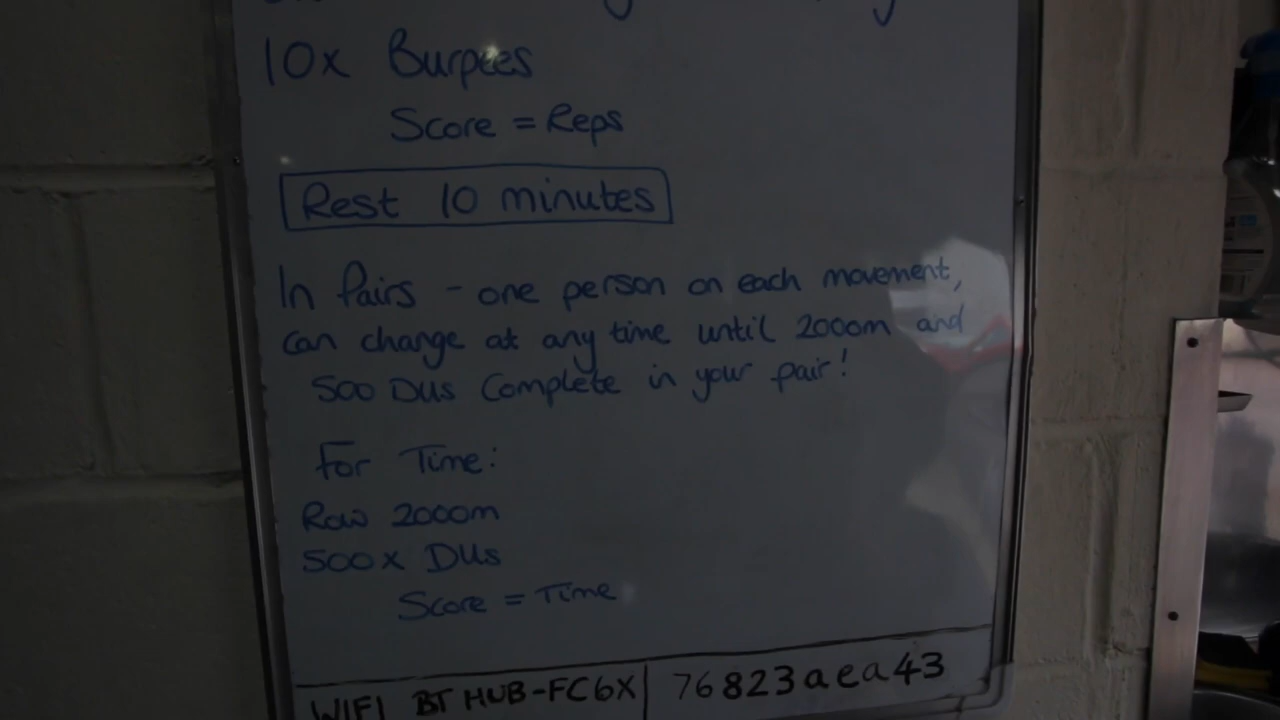 10x Burpees
Score = Reps
Rest 10 minutes
In Pairs - one person on each movement,
can change at any time until 2000m and
500 DUs Complete in your pair!
For Time:
Row 2000m
500x DUs
Score = Time
WIFI BT HUB-FC6X 76823aea43